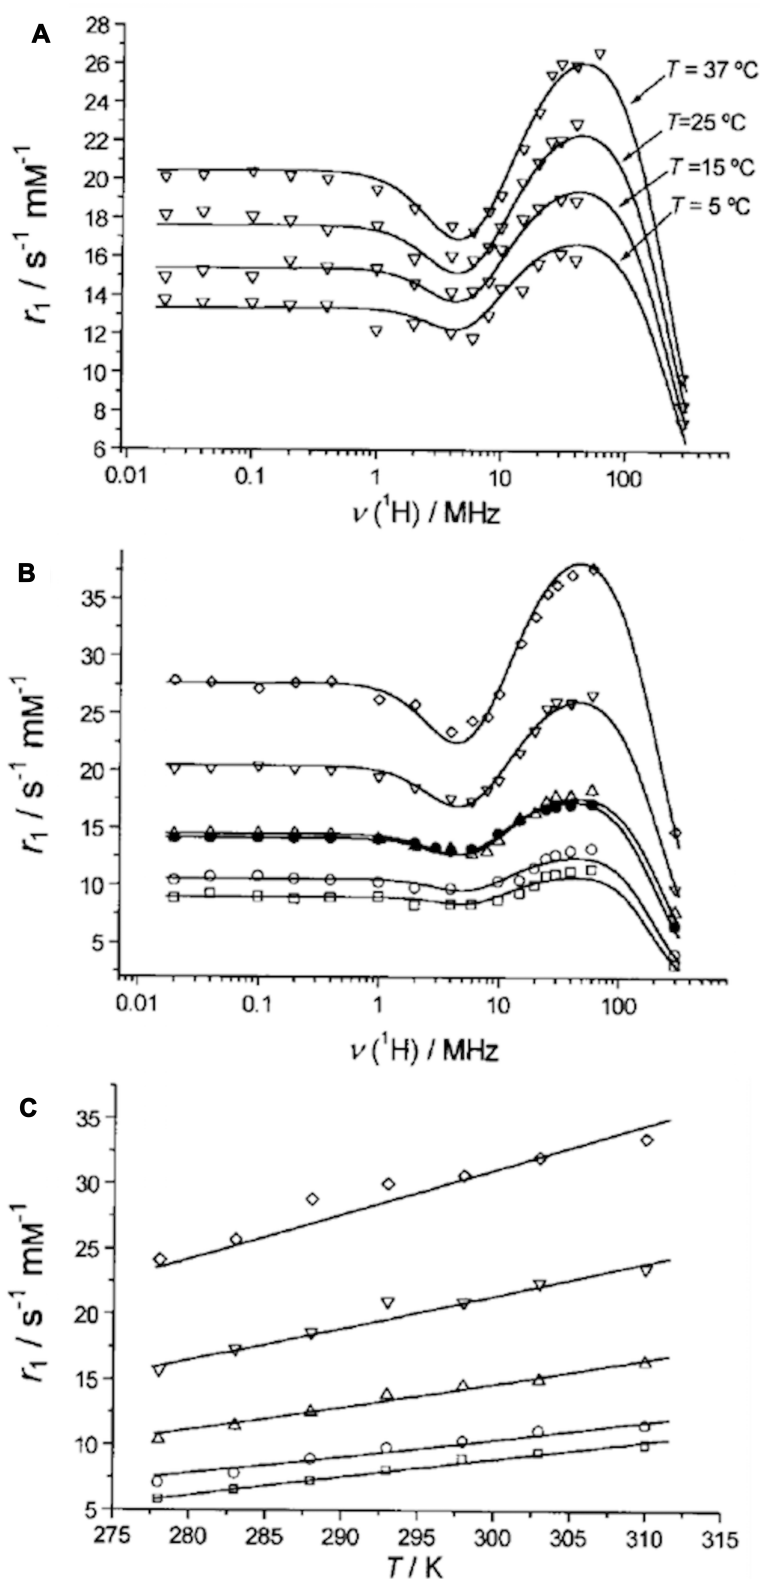 A
28
26
24
22
20
18
16
14
12
10
8
6
r₁ / s⁻¹ mM⁻¹
T = 37 ºC
T=25 ºC
T =15 ºC
T = 5 ºC
0.01 0.1 1 10 100
ν (¹H) / MHz
B
35
30
25
20
15
10
5
r₁ / s⁻¹ mM⁻¹
0.01 0.1 1 10 100
ν (¹H) / MHz
C
35
30
25
20
15
10
5
r₁ / s⁻¹ mM⁻¹
275 280 285 290 295 300 305 310 315
T / K